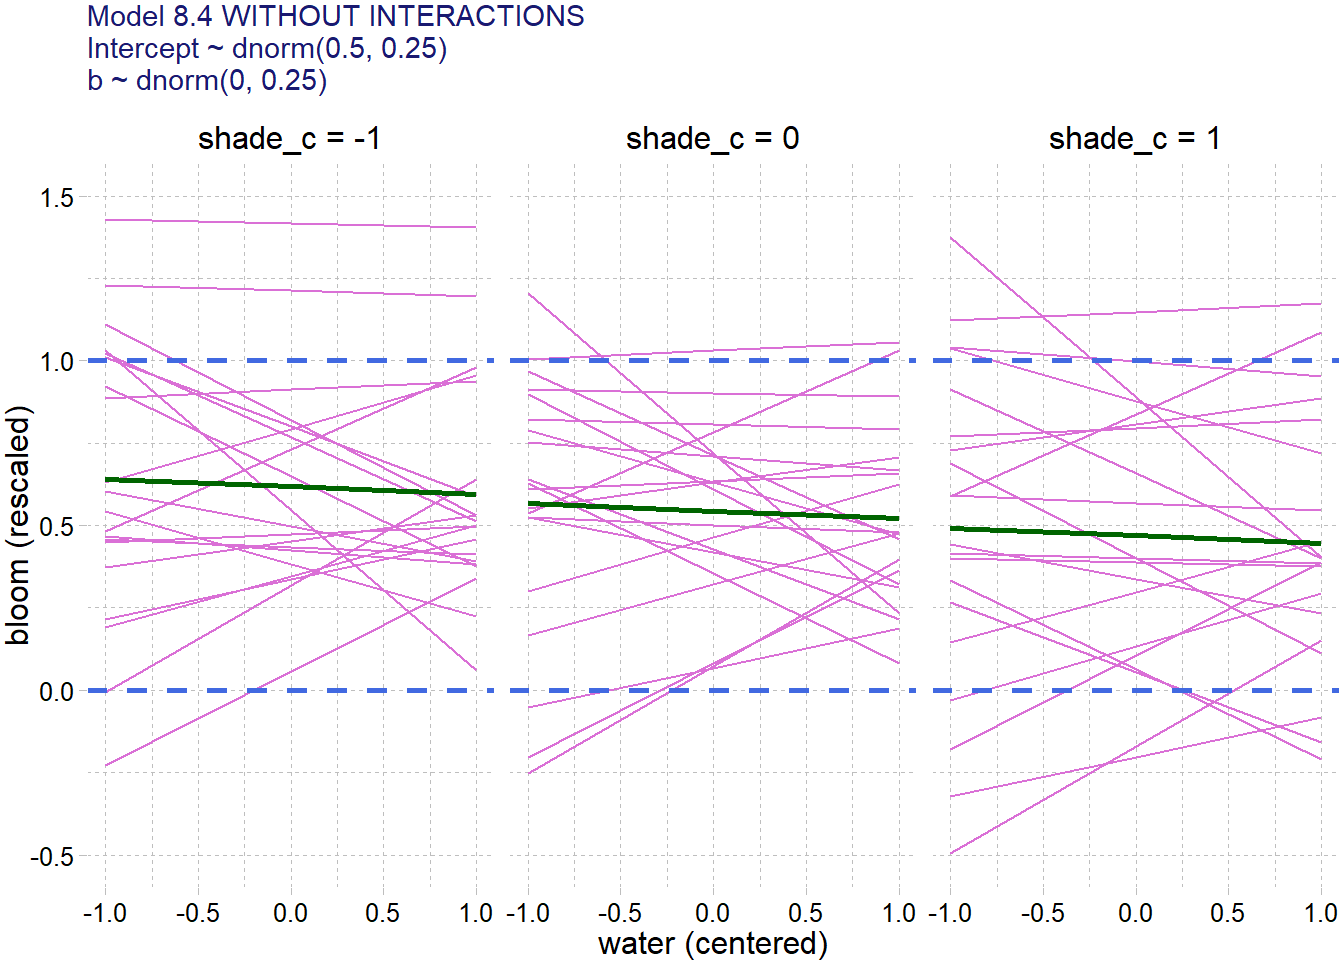 Model 8.4 WITHOUT INTERACTIONS
Intercept ~ dnorm(0.5, 0.25)
b ~ dnorm(0, 0.25)
shade_c = -1
shade_c = 0
shade_c = 1
1.5
1.0
0.5
0.0
-0.5
bloom (rescaled)
-1.0 -0.5 0.0 0.5 1.0
-1.0 -0.5 0.0 0.5 1.0
-1.0 -0.5 0.0 0.5 1.0
water (centered)